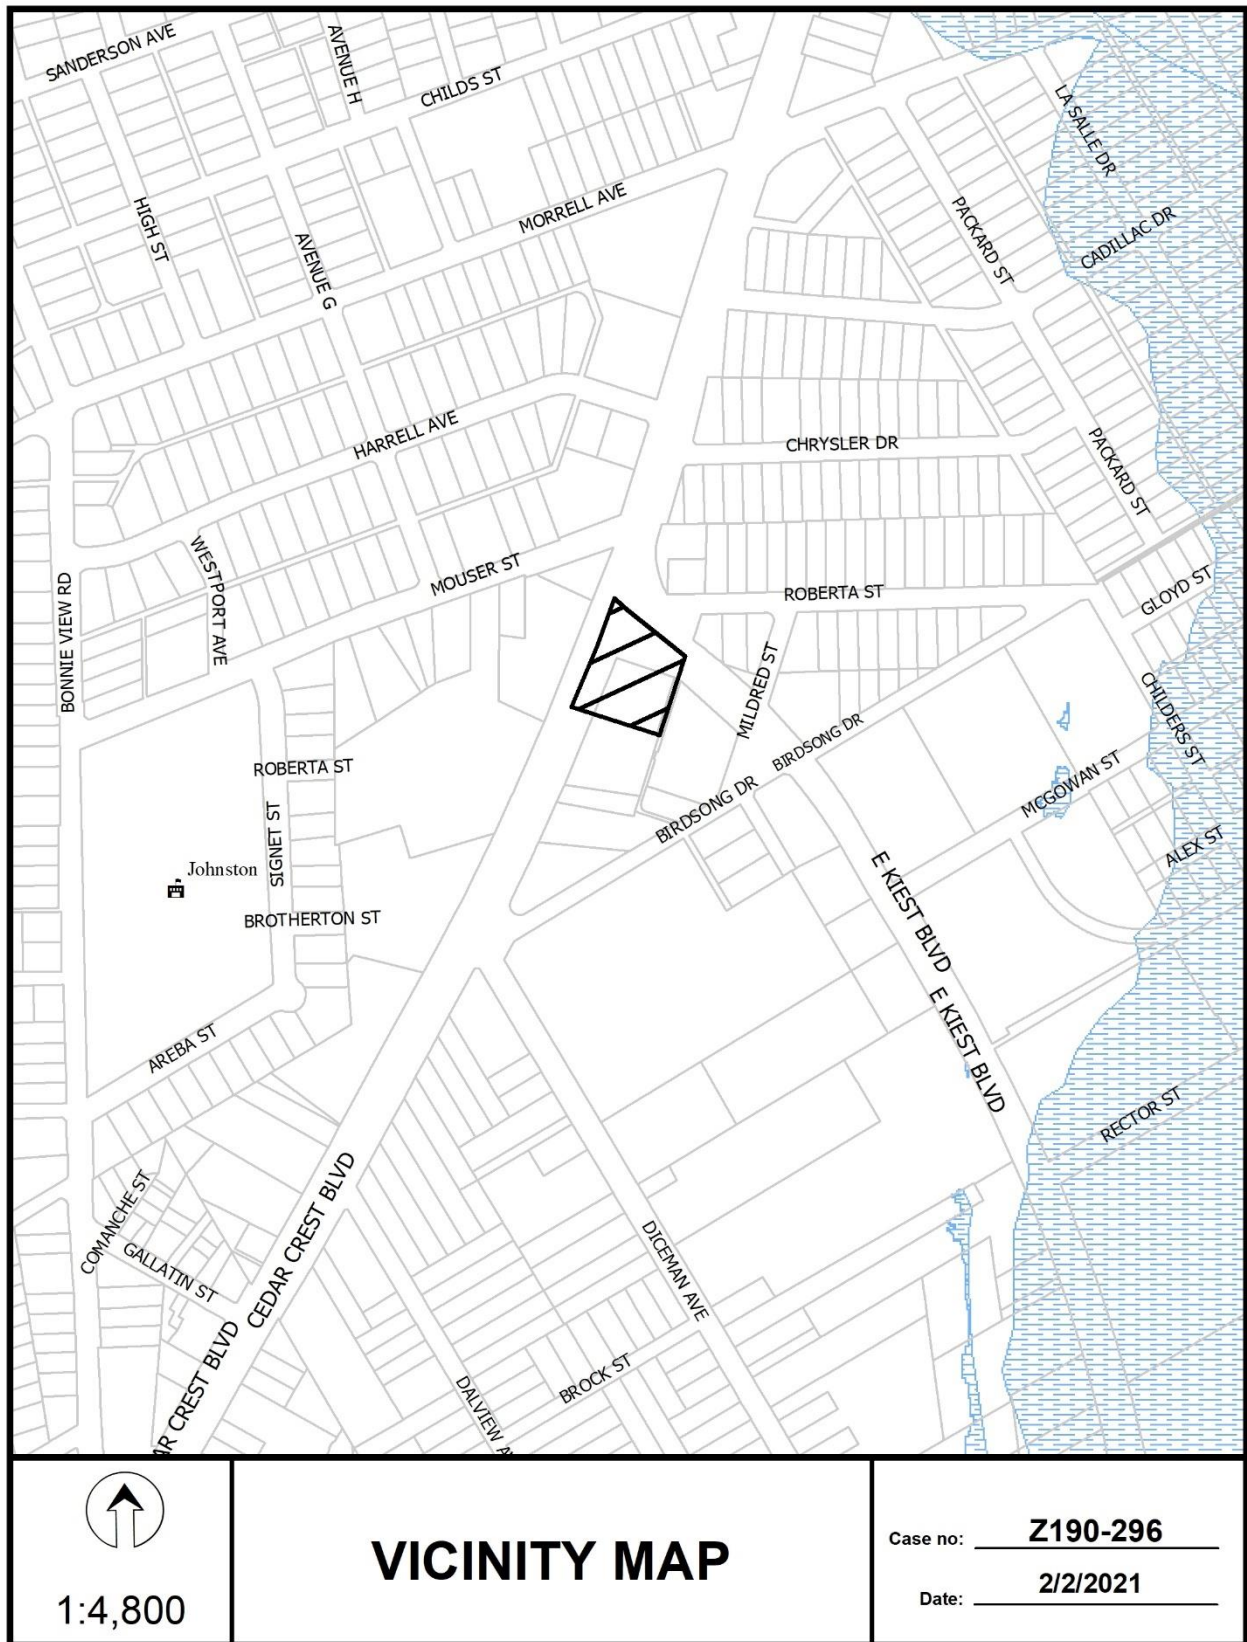 SANDERSON AVE
AVENUE H
CHILDS ST
LA SALLE DR
HIGH ST
MORRELL AVE
PACKARD ST
CADILLAC DR
AVENUE G
HARRELL AVE
CHRYSLER DR
PACKARD ST
WESTPORT AVE
MOUSER ST
ROBERTA ST
GLOYD ST
BONNIE VIEW RD
MILDRED ST
CHILDERS ST
BIRDSONG DR
ROBERTA ST
BIRDSONG DR
MCGOWAN ST
SIGNET ST
ALEX ST
Johnston
E KIEST BLVD
BROTHERTON ST
E KIEST BLVD
AREBA ST
RECTOR ST
COMANCHE ST
GALLATIN ST
CEDAR CREST BLVD
DICEMAN AVE
AR CREST BLVD
BROCK ST
DALVIEW A
1:4,800
VICINITY MAP
Case no: Z190-296
Date: 2/2/2021